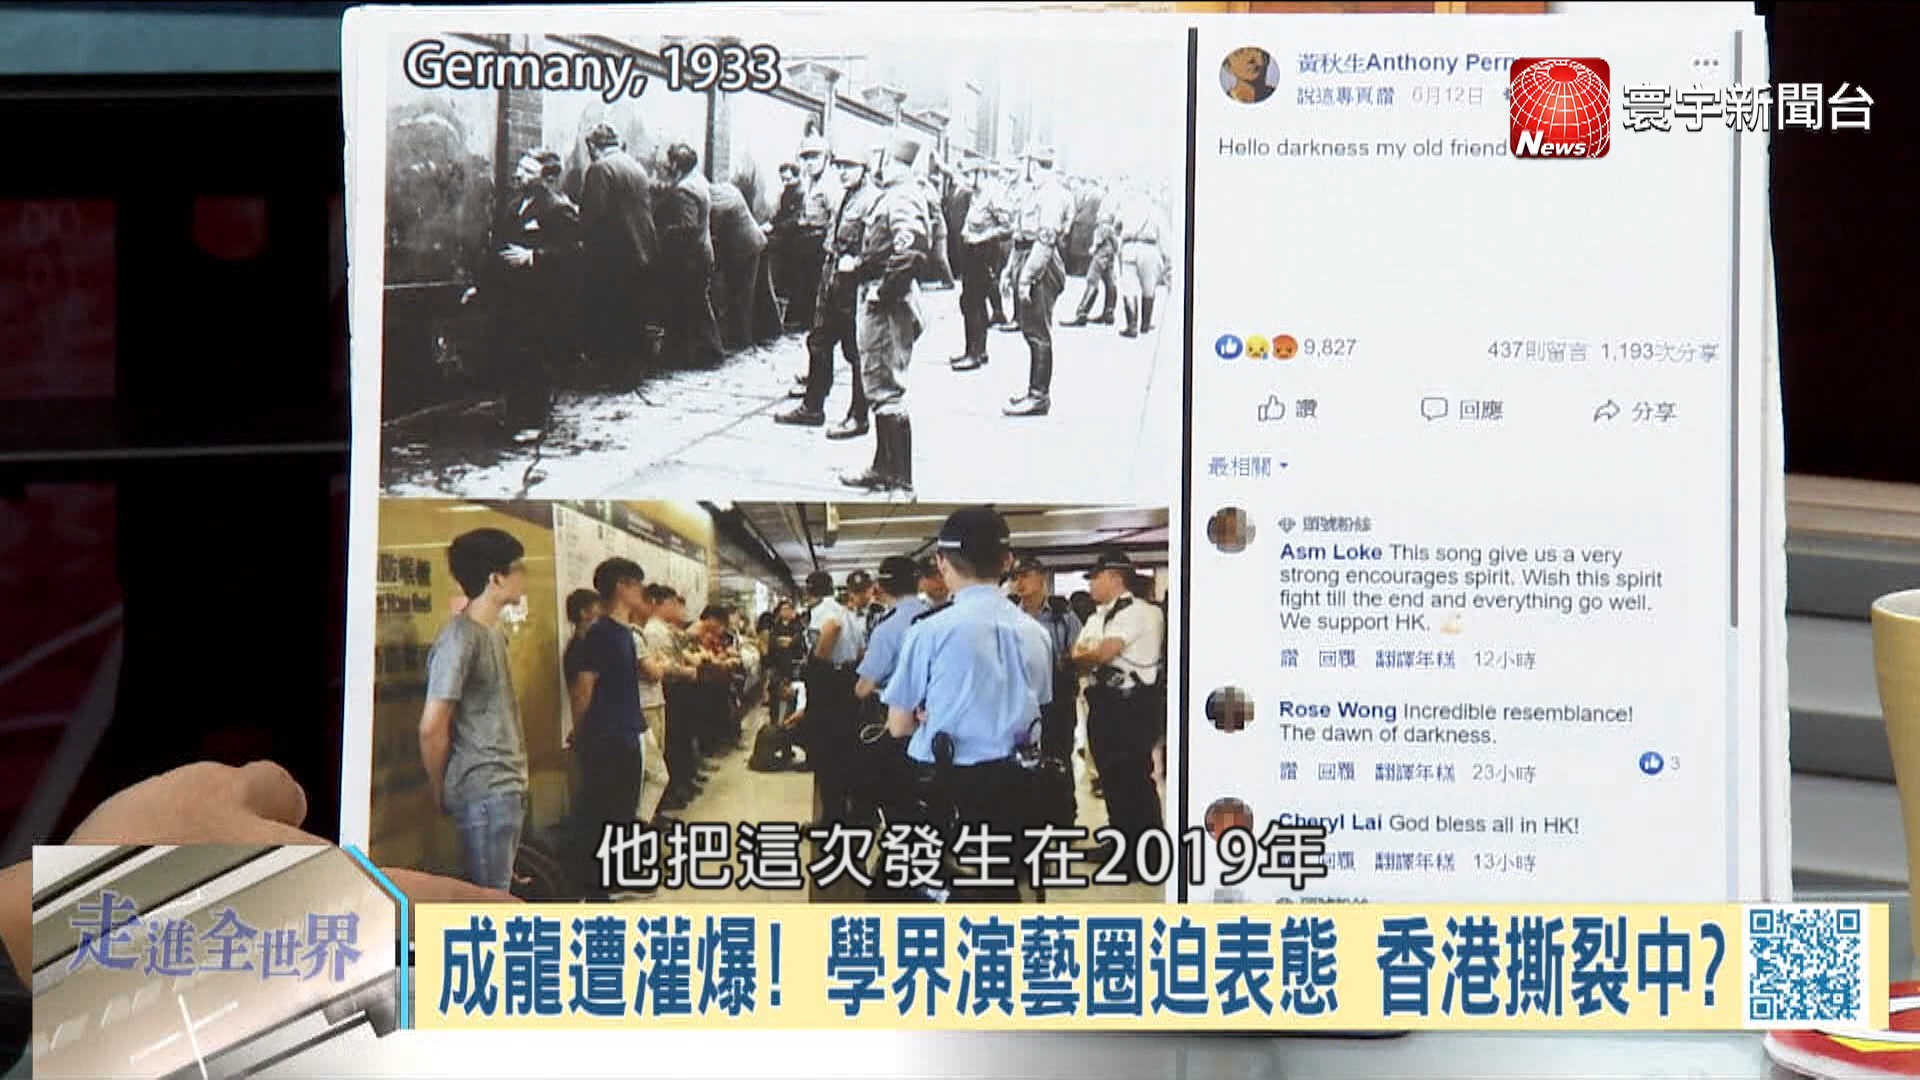 Germany, 1933
黃秋生Anthony Perr
說這專頁讚 6月12日
News
寰宇新聞台
Hello darkness my old friend
9,827
437則留言 1,193次分享
讚 回應 分享
最相關
頭號粉絲
Asm Loke This song give us a very
strong encourages spirit. Wish this spirit
fight till the end and everything go well.
We support HK.
讚 回覆 翻譯年糕 12小時
Rose Wong Incredible resemblance!
The dawn of darkness.
讚 回覆 翻譯年糕 23小時
3
Cheryl Lai God bless all in HK!
回覆 翻譯年糕 13小時
他把這次發生在2019年
走進全世界
成龍遭灌爆! 學界演藝圈迫表態 香港撕裂中?